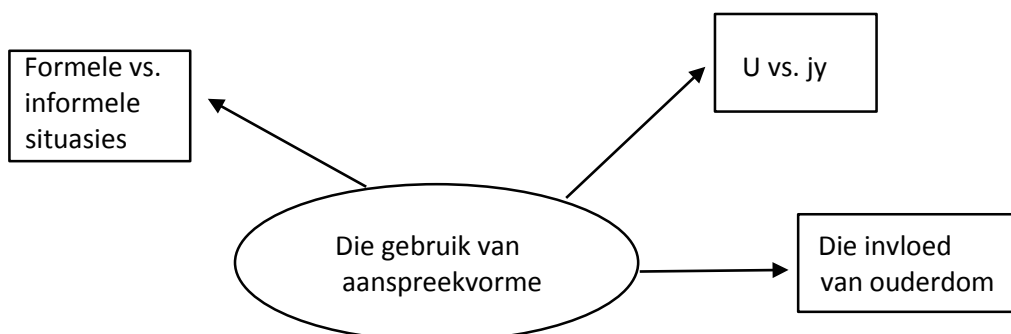 Formele vs.
informele
situasies
U vs. jy
Die gebruik van
aanspreekvorme
Die invloed
van ouderdom